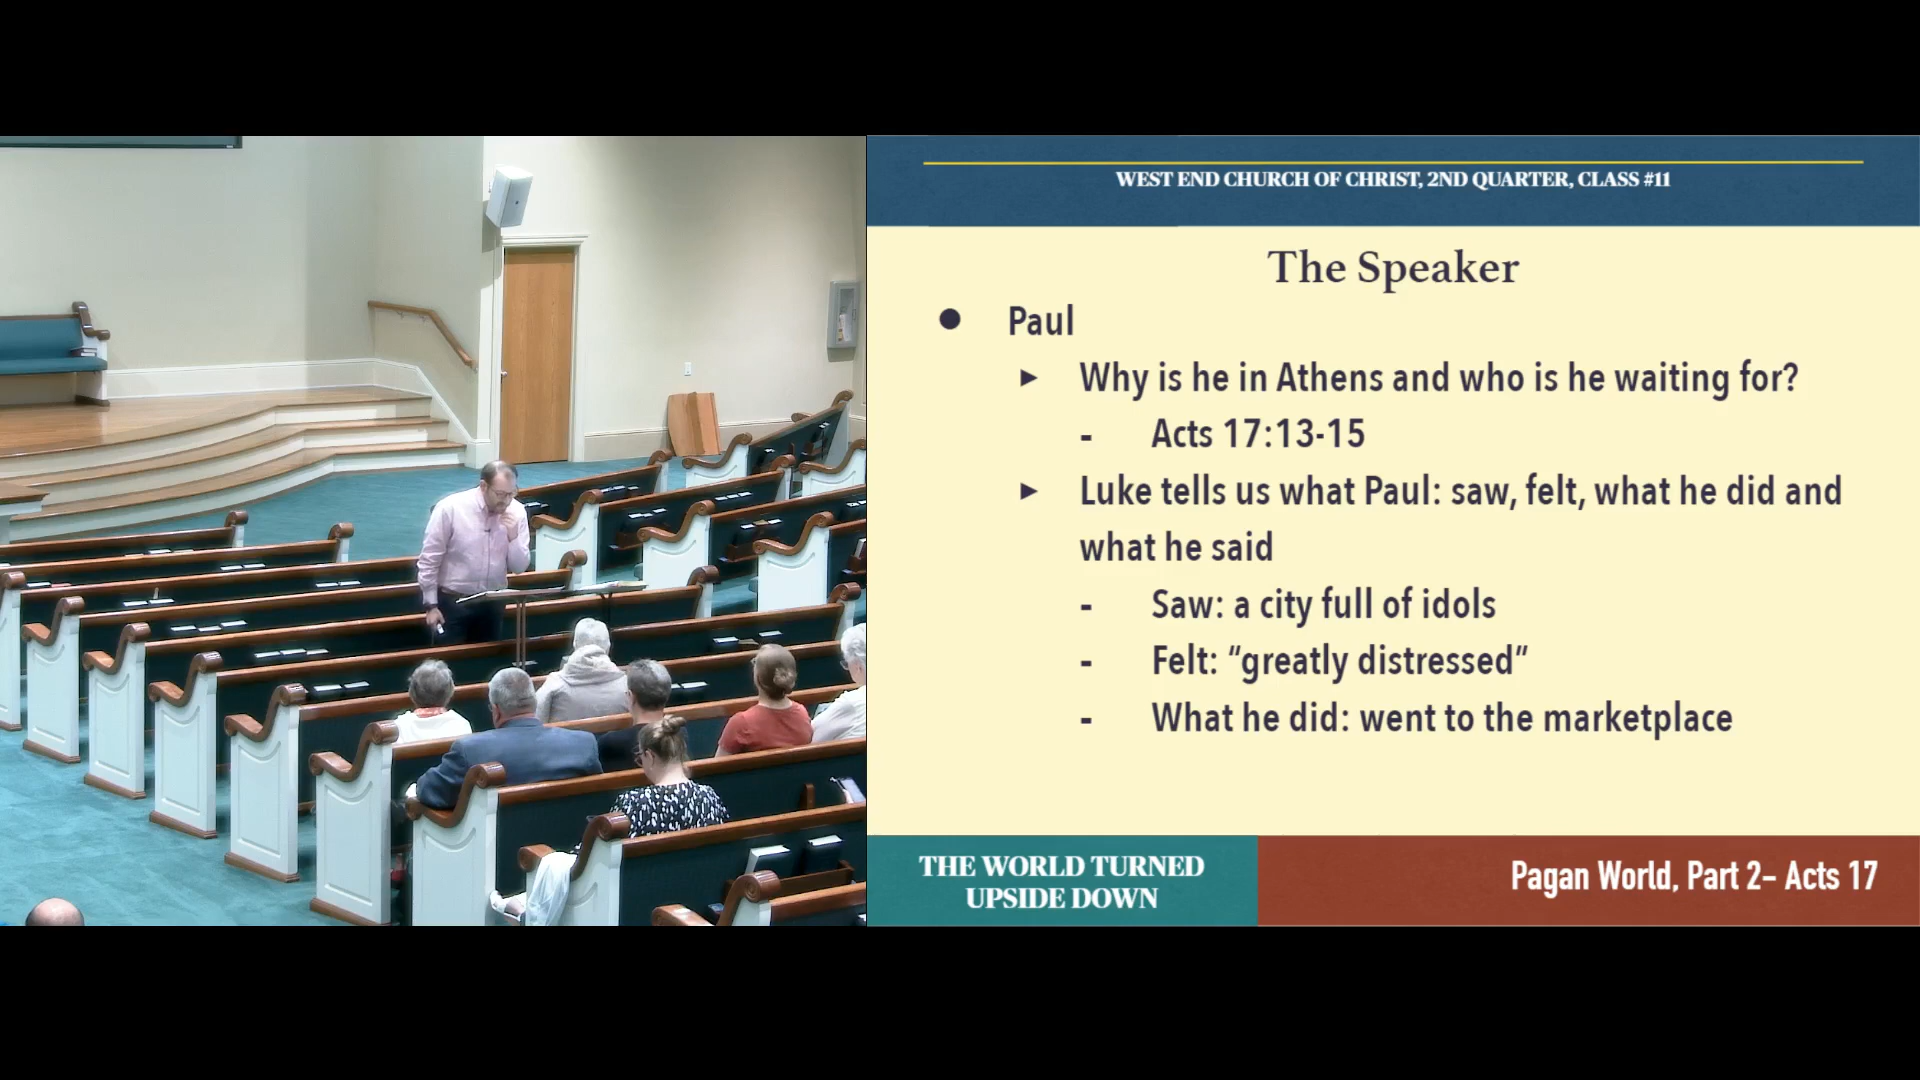 WEST END CHURCH OF CHRIST, 2ND QUARTER, CLASS #11
The Speaker
● Paul
▸ Why is he in Athens and who is he waiting for?
- Acts 17:13-15
▸ Luke tells us what Paul: saw, felt, what he did and
what he said
- Saw: a city full of idols
- Felt: “greatly distressed”
- What he did: went to the marketplace
THE WORLD TURNED
UPSIDE DOWN
Pagan World, Part 2– Acts 17